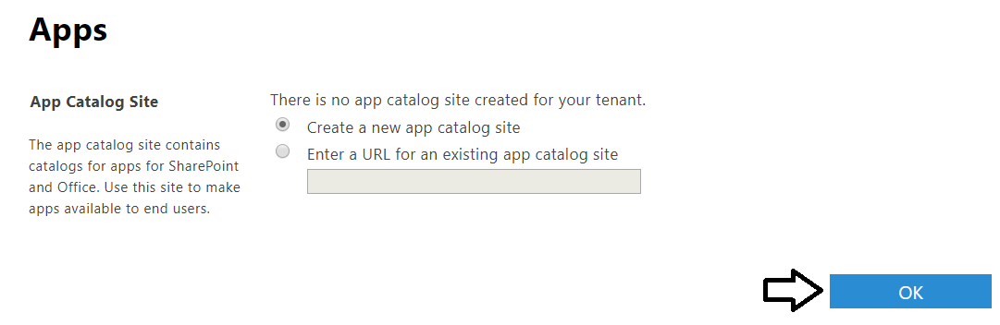 Apps
App Catalog Site
The app catalog site contains
catalogs for apps for SharePoint
and Office. Use this site to make
apps available to end users.
There is no app catalog site created for your tenant.
Create a new app catalog site
Enter a URL for an existing app catalog site
OK